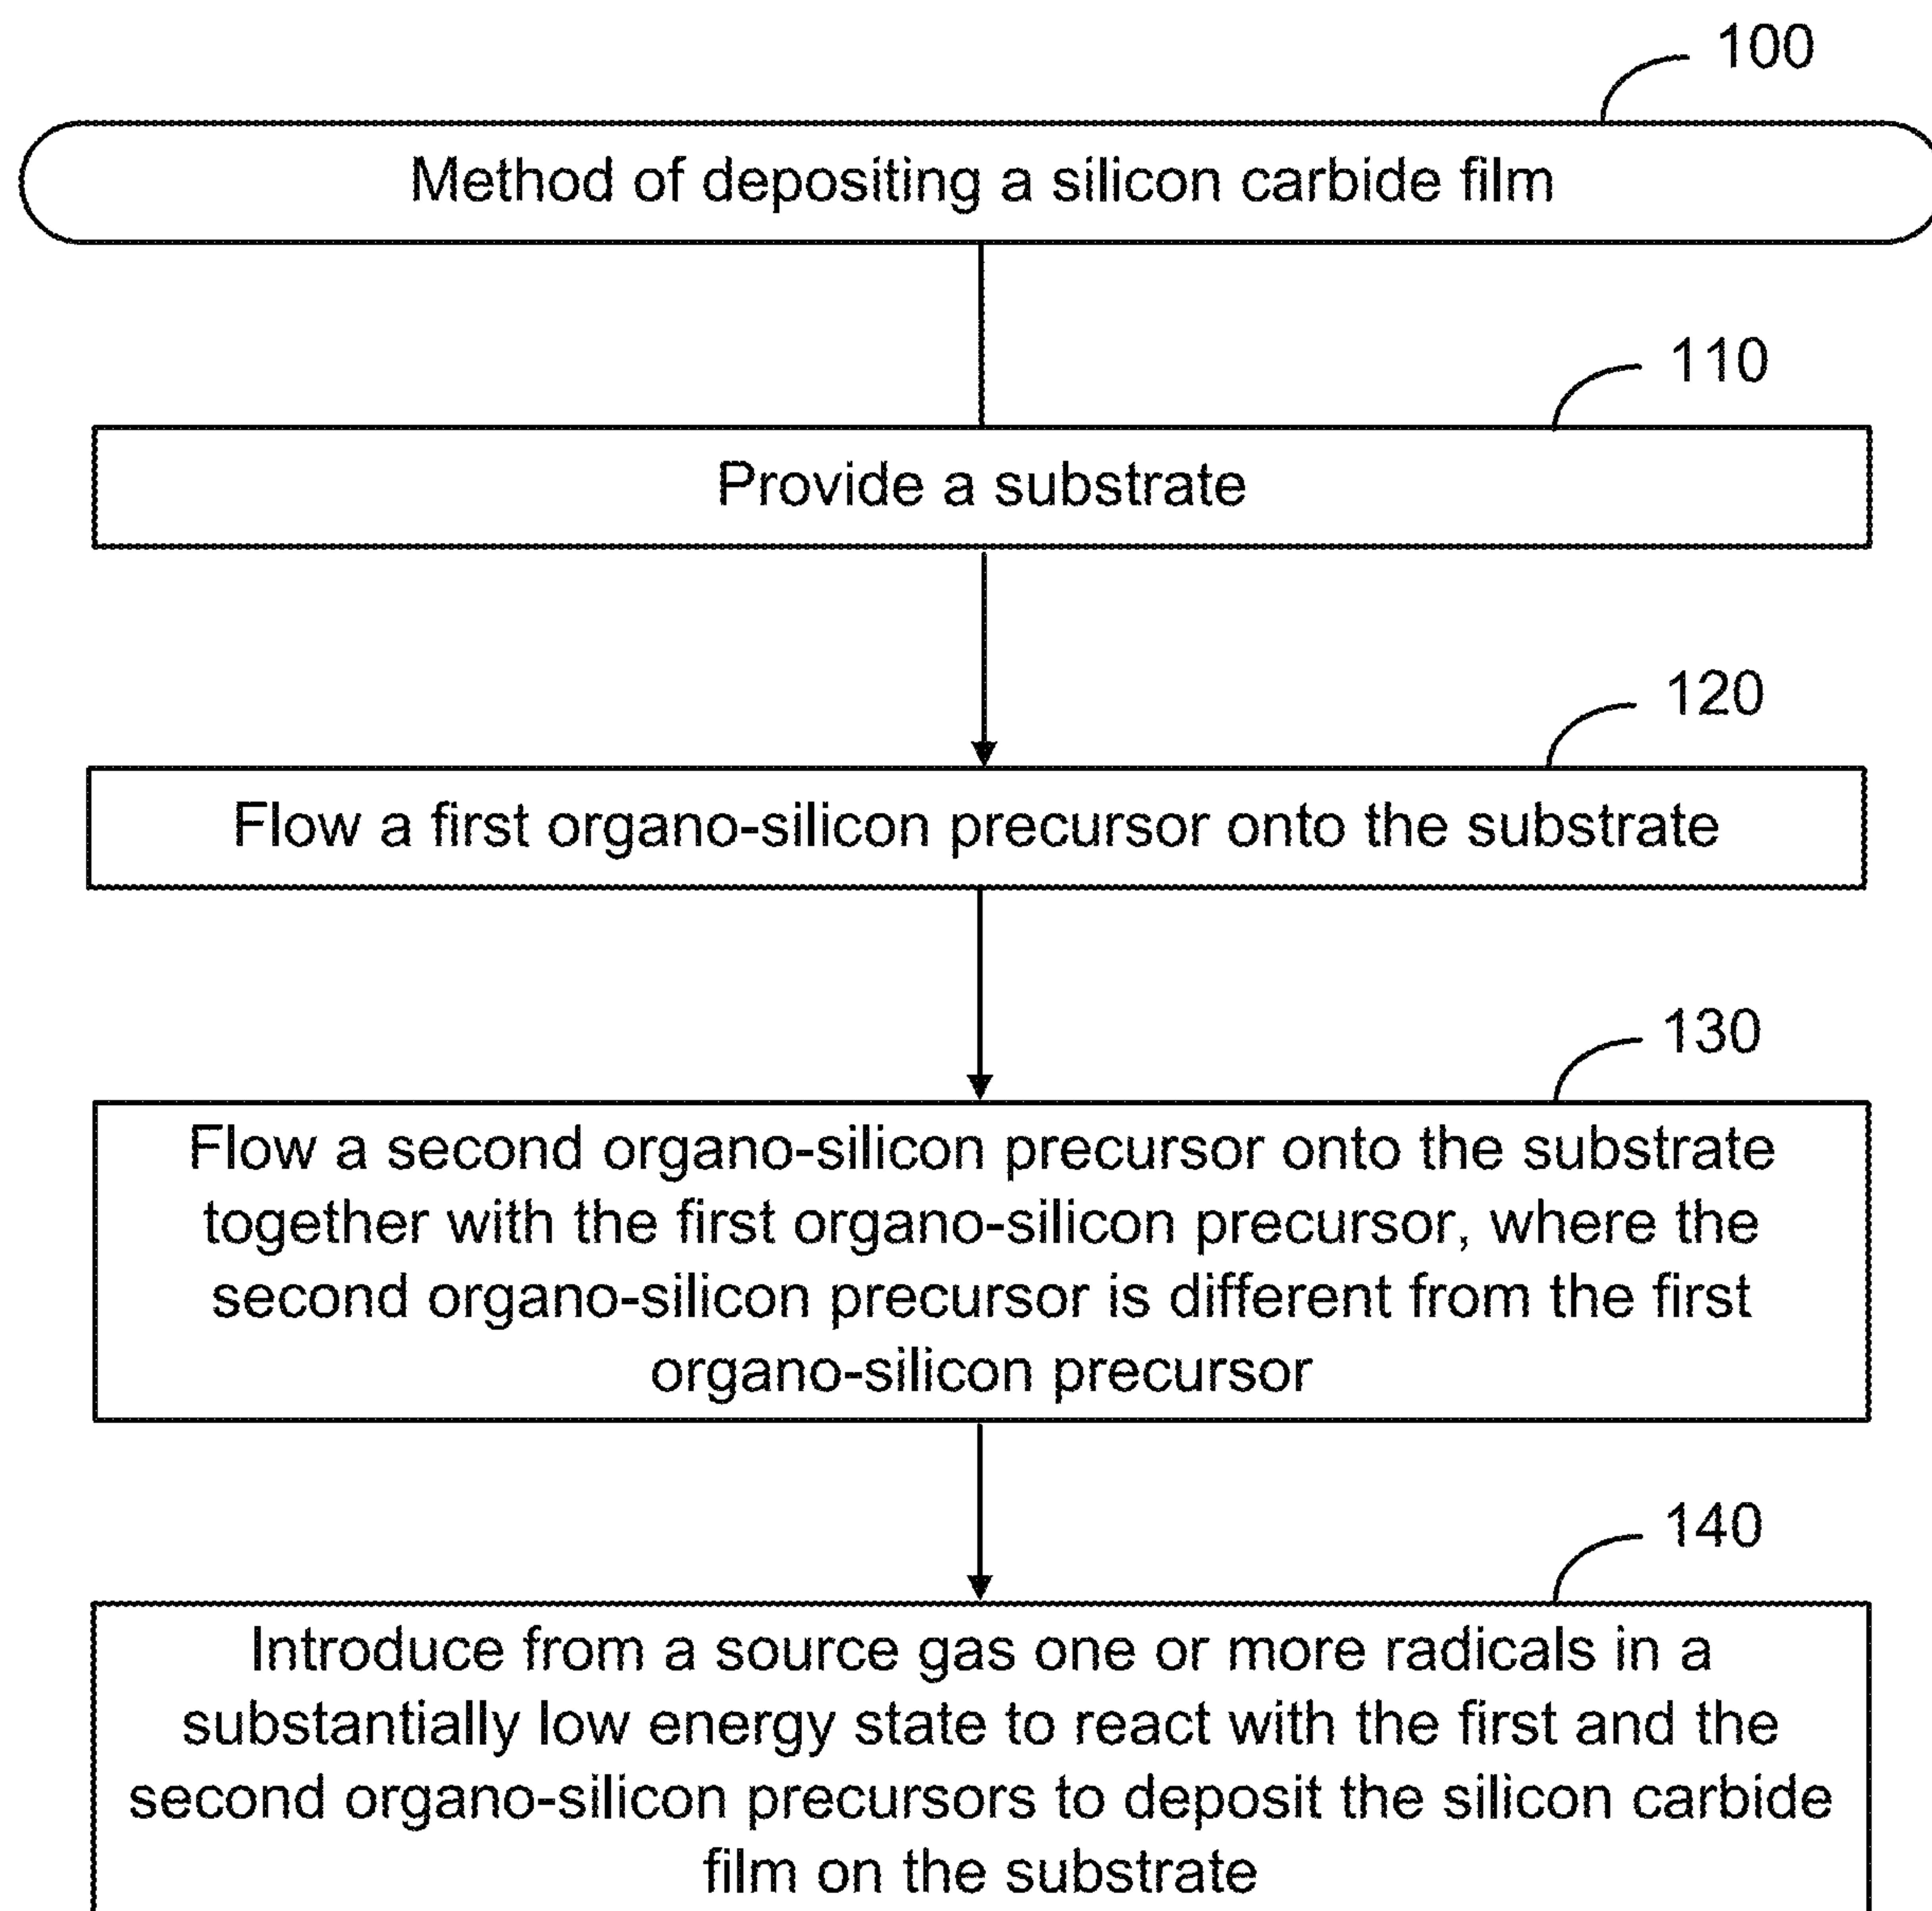 100
Method of depositing a silicon carbide film
110
Provide a substrate
120
Flow a first organo-silicon precursor onto the substrate
130
Flow a second organo-silicon precursor onto the substrate
together with the first organo-silicon precursor, where the
second organo-silicon precursor is different from the first
organo-silicon precursor
140
Introduce from a source gas one or more radicals in a
substantially low energy state to react with the first and the
second organo-silicon precursors to deposit the silicon carbide
film on the substrate